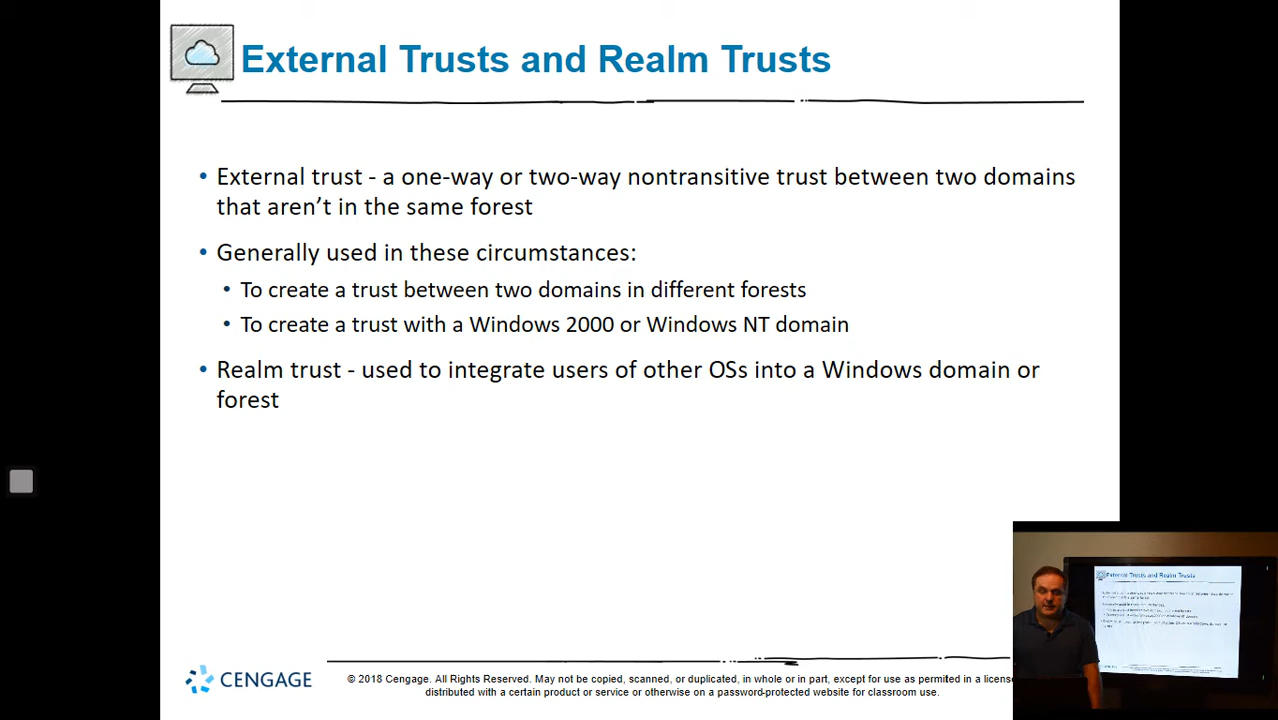 External Trusts and Realm Trusts
• External trust - a one-way or two-way nontransitive trust between two domains
that aren’t in the same forest
• Generally used in these circumstances:
• To create a trust between two domains in different forests
• To create a trust with a Windows 2000 or Windows NT domain
• Realm trust - used to integrate users of other OSs into a Windows domain or
forest
CENGAGE
© 2018 Cengage. All Rights Reserved. May not be copied, scanned, or duplicated, in whole or in part, except for use as permitted in a license
distributed with a certain product or service or otherwise on a password-protected website for classroom use.
External Trusts and Realm Trusts